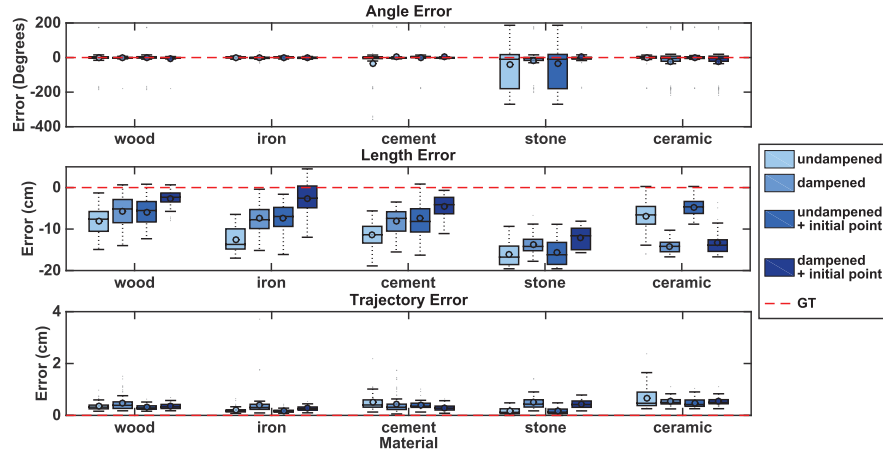 Angle Error
Error (Degrees)
200
0
-200
-400
wood iron cement stone ceramic
Length Error
Error (cm)
0
-10
-20
wood iron cement stone ceramic
Trajectory Error
Error (cm)
4
2
0
wood iron cement stone ceramic
Material
undampened
dampened
undampened
+ initial point
dampened
+ initial point
GT